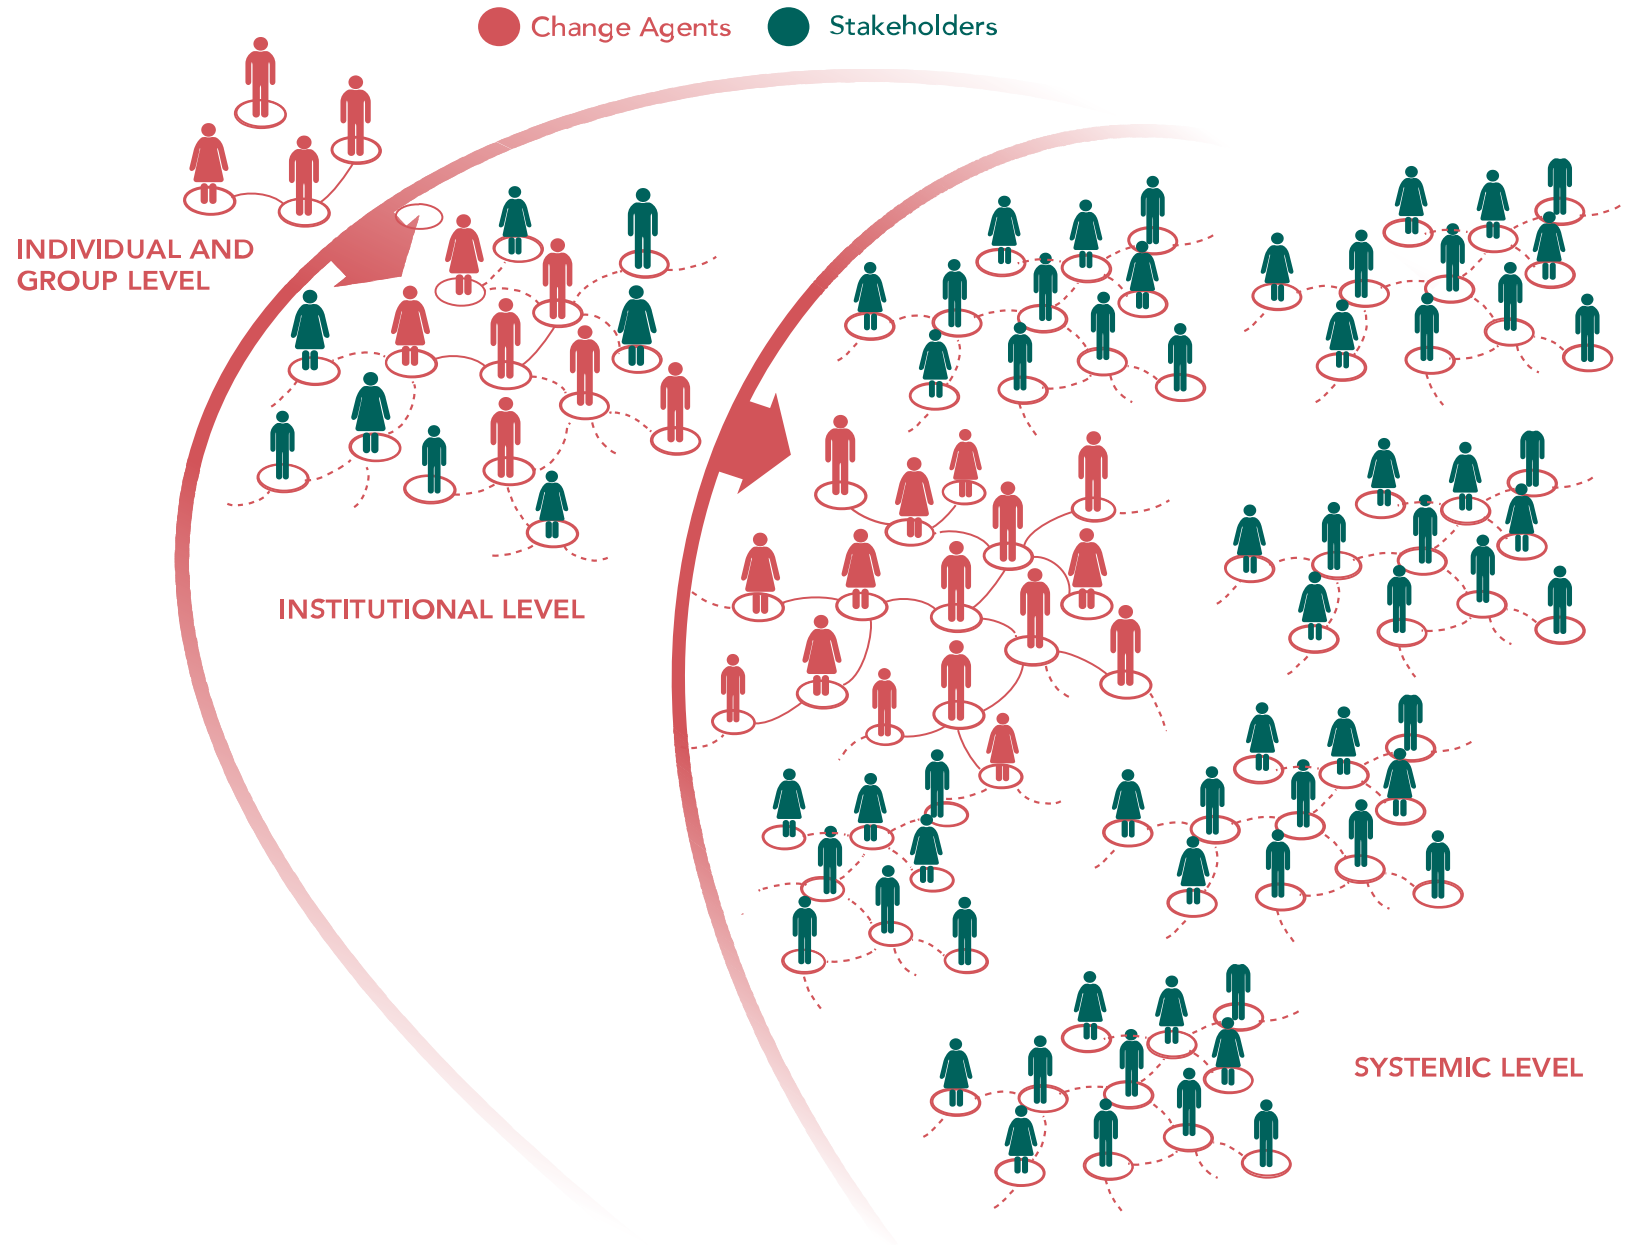 Change Agents
Stakeholders
INDIVIDUAL AND
GROUP LEVEL
INSTITUTIONAL LEVEL
SYSTEMIC LEVEL